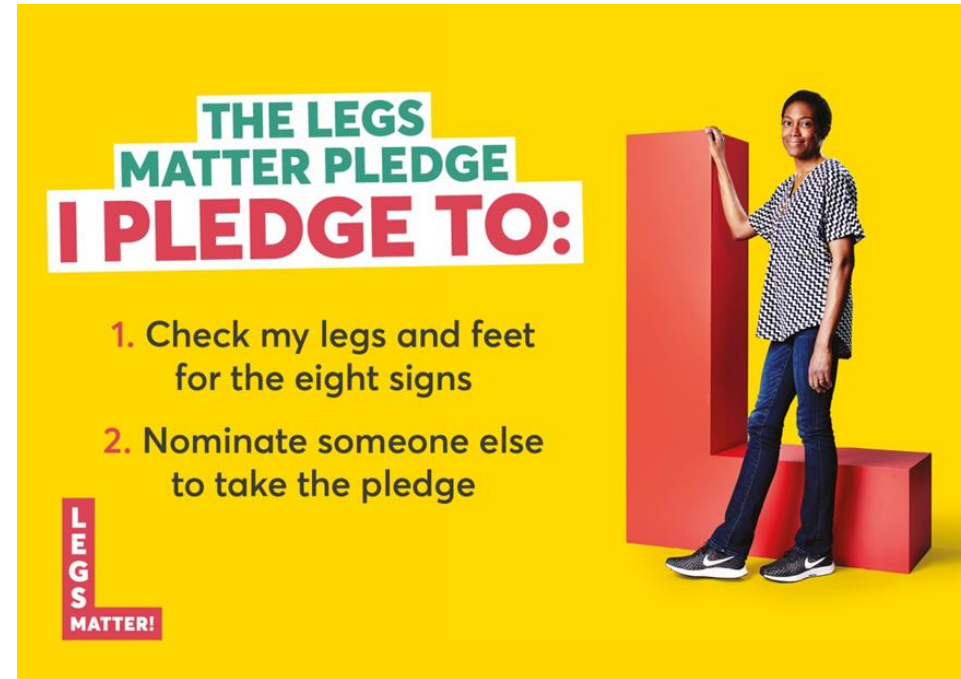 THE LEGS
MATTER PLEDGE
I PLEDGE TO:
1. Check my legs and feet
for the eight signs
2. Nominate someone else
to take the pledge
LEGS
MATTER!